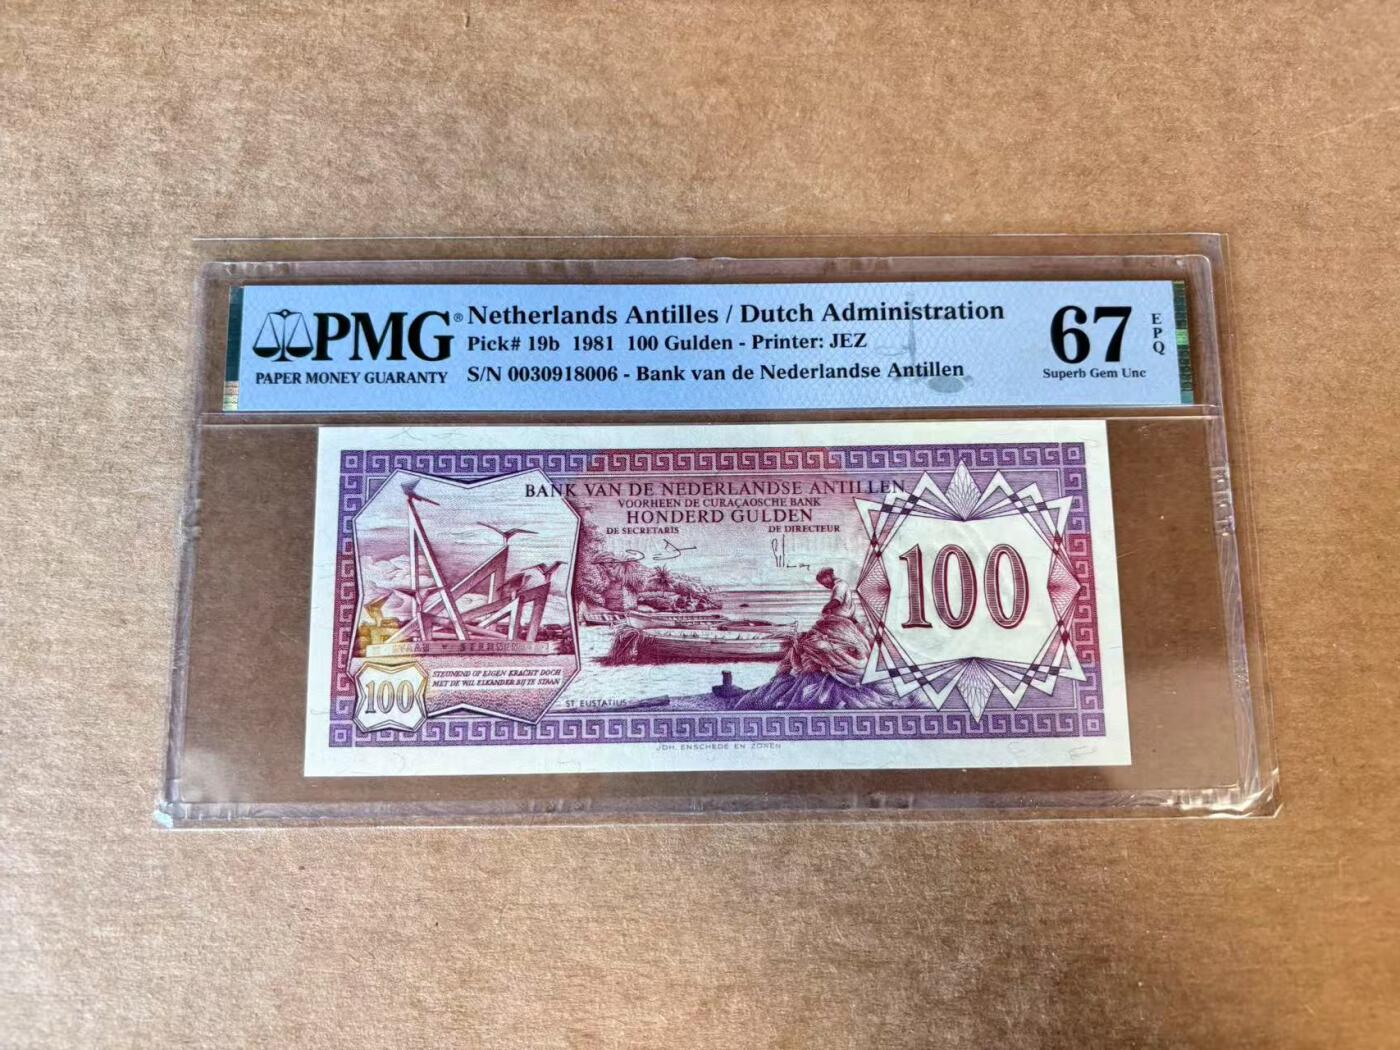 PMG®
PAPER MONEY GUARANTY
Netherlands Antilles / Dutch Administration
Pick# 19b 1981 100 Gulden - Printer: JEZ
S/N 0030918006 - Bank van de Nederlandse Antillen
67
EPQ
Superb Gem Unc
BANK VAN DE NEDERLANDSE ANTILLEN
VOORHEEN DE CURAÇAOSCHE BANK
HONDERD GULDEN
DE SECRETARIS DE DIRECTEUR
100
STEUNEND OP EIGEN KRACHT DOCH
MET DE WIL ELKANDER BIJ TE STAAN
100
ST. EUSTATIUS
JOH. ENSCHEDÉ EN ZONEN